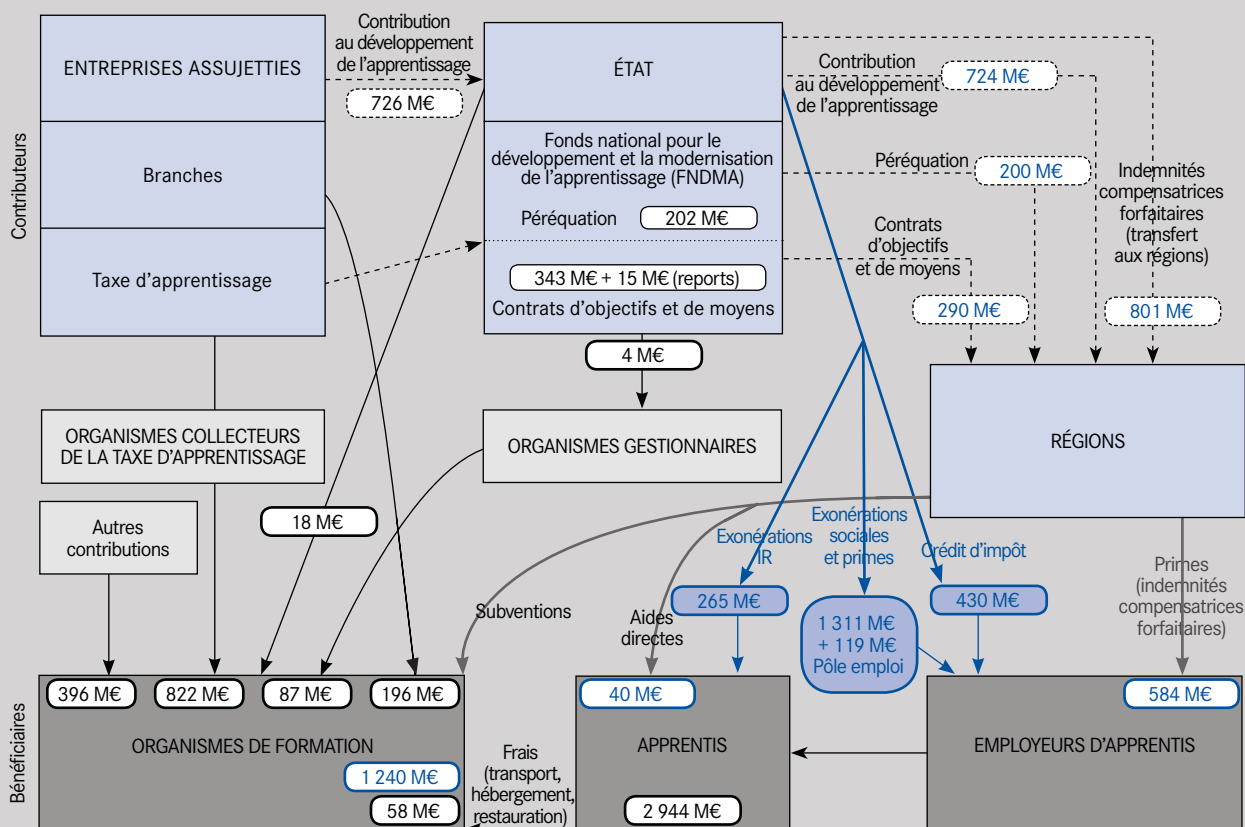 Contributeurs
ENTREPRISES ASSUJETTIES
Branches
Taxe d'apprentissage
Contribution
au développement
de l'apprentissage
726 M€
ÉTAT
Fonds national pour le
développement et la modernisation
de l'apprentissage (FNDMA)
Péréquation
202 M€
343 M€ + 15 M€ (reports)
Contrats d'objectifs et de moyens
4 M€
Contribution
au développement
de l'apprentissage
724 M€
Péréquation
200 M€
Contrats
d'objectifs
et de moyens
290 M€
Indemnités
compensatrices
forfaitaires
(transfert
aux régions)
801 M€
ORGANISMES COLLECTEURS
DE LA TAXE D'APPRENTISSAGE
ORGANISMES GESTIONNAIRES
RÉGIONS
Autres
contributions
18 M€
Subventions
Aides
directes
Exonérations
IR
265 M€
Exonérations
sociales
et primes
1 311 M€
+ 119 M€
Pôle emploi
Crédit d'impôt
430 M€
Primes
(indemnités
compensatrices
forfaitaires)
Bénéficiaires
396 M€
822 M€
87 M€
196 M€
ORGANISMES DE FORMATION
1 240 M€
58 M€
Frais
(transport,
hébergement,
restauration)
40 M€
APPRENTIS
2 944 M€
584 M€
EMPLOYEURS D'APPRENTIS